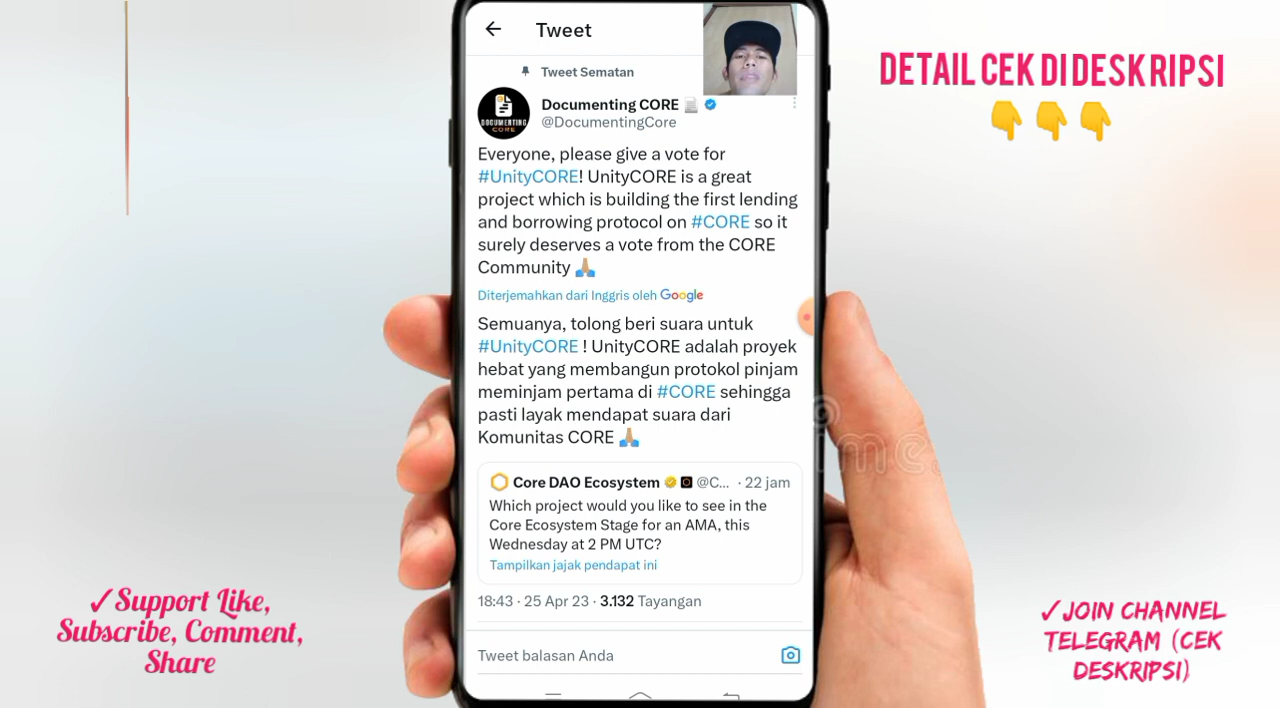 Tweet
Tweet Sematan
DOCUMENTING
CORE
Documenting CORE
@DocumentingCore
Everyone, please give a vote for
#UnityCORE! UnityCORE is a great
project which is building the first lending
and borrowing protocol on #CORE so it
surely deserves a vote from the CORE
Community 🙏🏽
Diterjemahkan dari Inggris oleh Google
Semuanya, tolong beri suara untuk
#UnityCORE ! UnityCORE adalah proyek
hebat yang membangun protokol pinjam
meminjam pertama di #CORE sehingga
pasti layak mendapat suara dari
Komunitas CORE 🙏🏽
Core DAO Ecosystem @C... · 22 jam
Which project would you like to see in the
Core Ecosystem Stage for an AMA, this
Wednesday at 2 PM UTC?
Tampilkan jajak pendapat ini
18:43 · 25 Apr 23 · 3.132 Tayangan
Tweet balasan Anda
DETAIL CEK DI DESKRIPSI
👇👇👇
✓Support Like,
Subscribe, Comment,
Share
✓JOIN CHANNEL
TELEGRAM (CEK
DESKRIPSI)